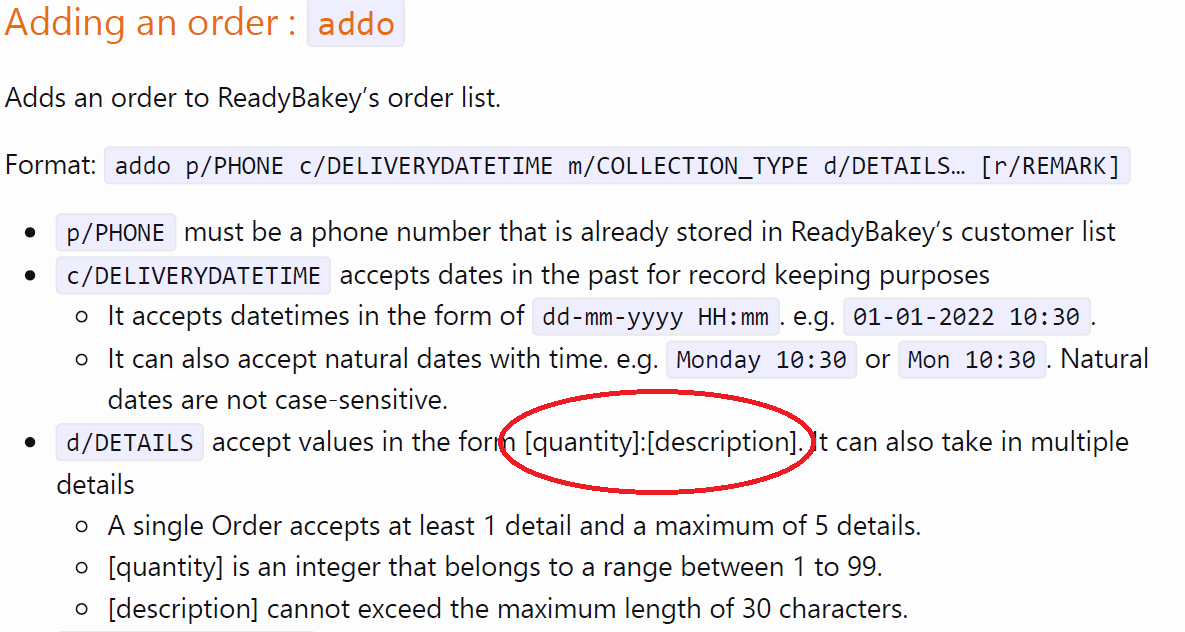 Adding an order : addo
Adds an order to ReadyBakey’s order list.
Format: addo p/PHONE c/DELIVERYDATETIME m/COLLECTION_TYPE d/DETAILS… [r/REMARK]
• p/PHONE must be a phone number that is already stored in ReadyBakey’s customer list
• c/DELIVERYDATETIME accepts dates in the past for record keeping purposes
○ It accepts datetimes in the form of dd-mm-yyyy HH:mm. e.g. 01-01-2022 10:30.
○ It can also accept natural dates with time. e.g. Monday 10:30 or Mon 10:30. Natural
dates are not case-sensitive.
• d/DETAILS accept values in the form [quantity]:[description]. It can also take in multiple
details
○ A single Order accepts at least 1 detail and a maximum of 5 details.
○ [quantity] is an integer that belongs to a range between 1 to 99.
○ [description] cannot exceed the maximum length of 30 characters.